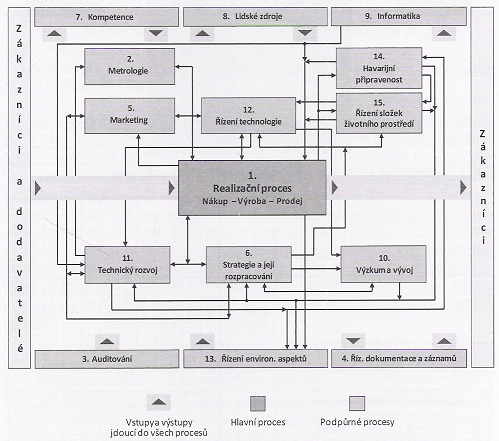 7. Kompetence
8. Lidské zdroje
9. Informatika
Zákazníci a dodavatelé
2.
Metrologie
14.
Havarijní
připravenost
5.
Marketing
12.
Řízení technologie
15.
Řízení složek
životního prostředí
1.
Realizační proces
Nákup – Výroba – Prodej
Zákazníci
11.
Technický rozvoj
6.
Strategie a její
rozpracování
10.
Výzkum a vývoj
3. Auditování
13. Řízení environ. aspektů
4. Říz. dokumentace a záznamů
Vstupy a výstupy
jdoucí do všech procesů
Hlavní proces
Podpůrné procesy